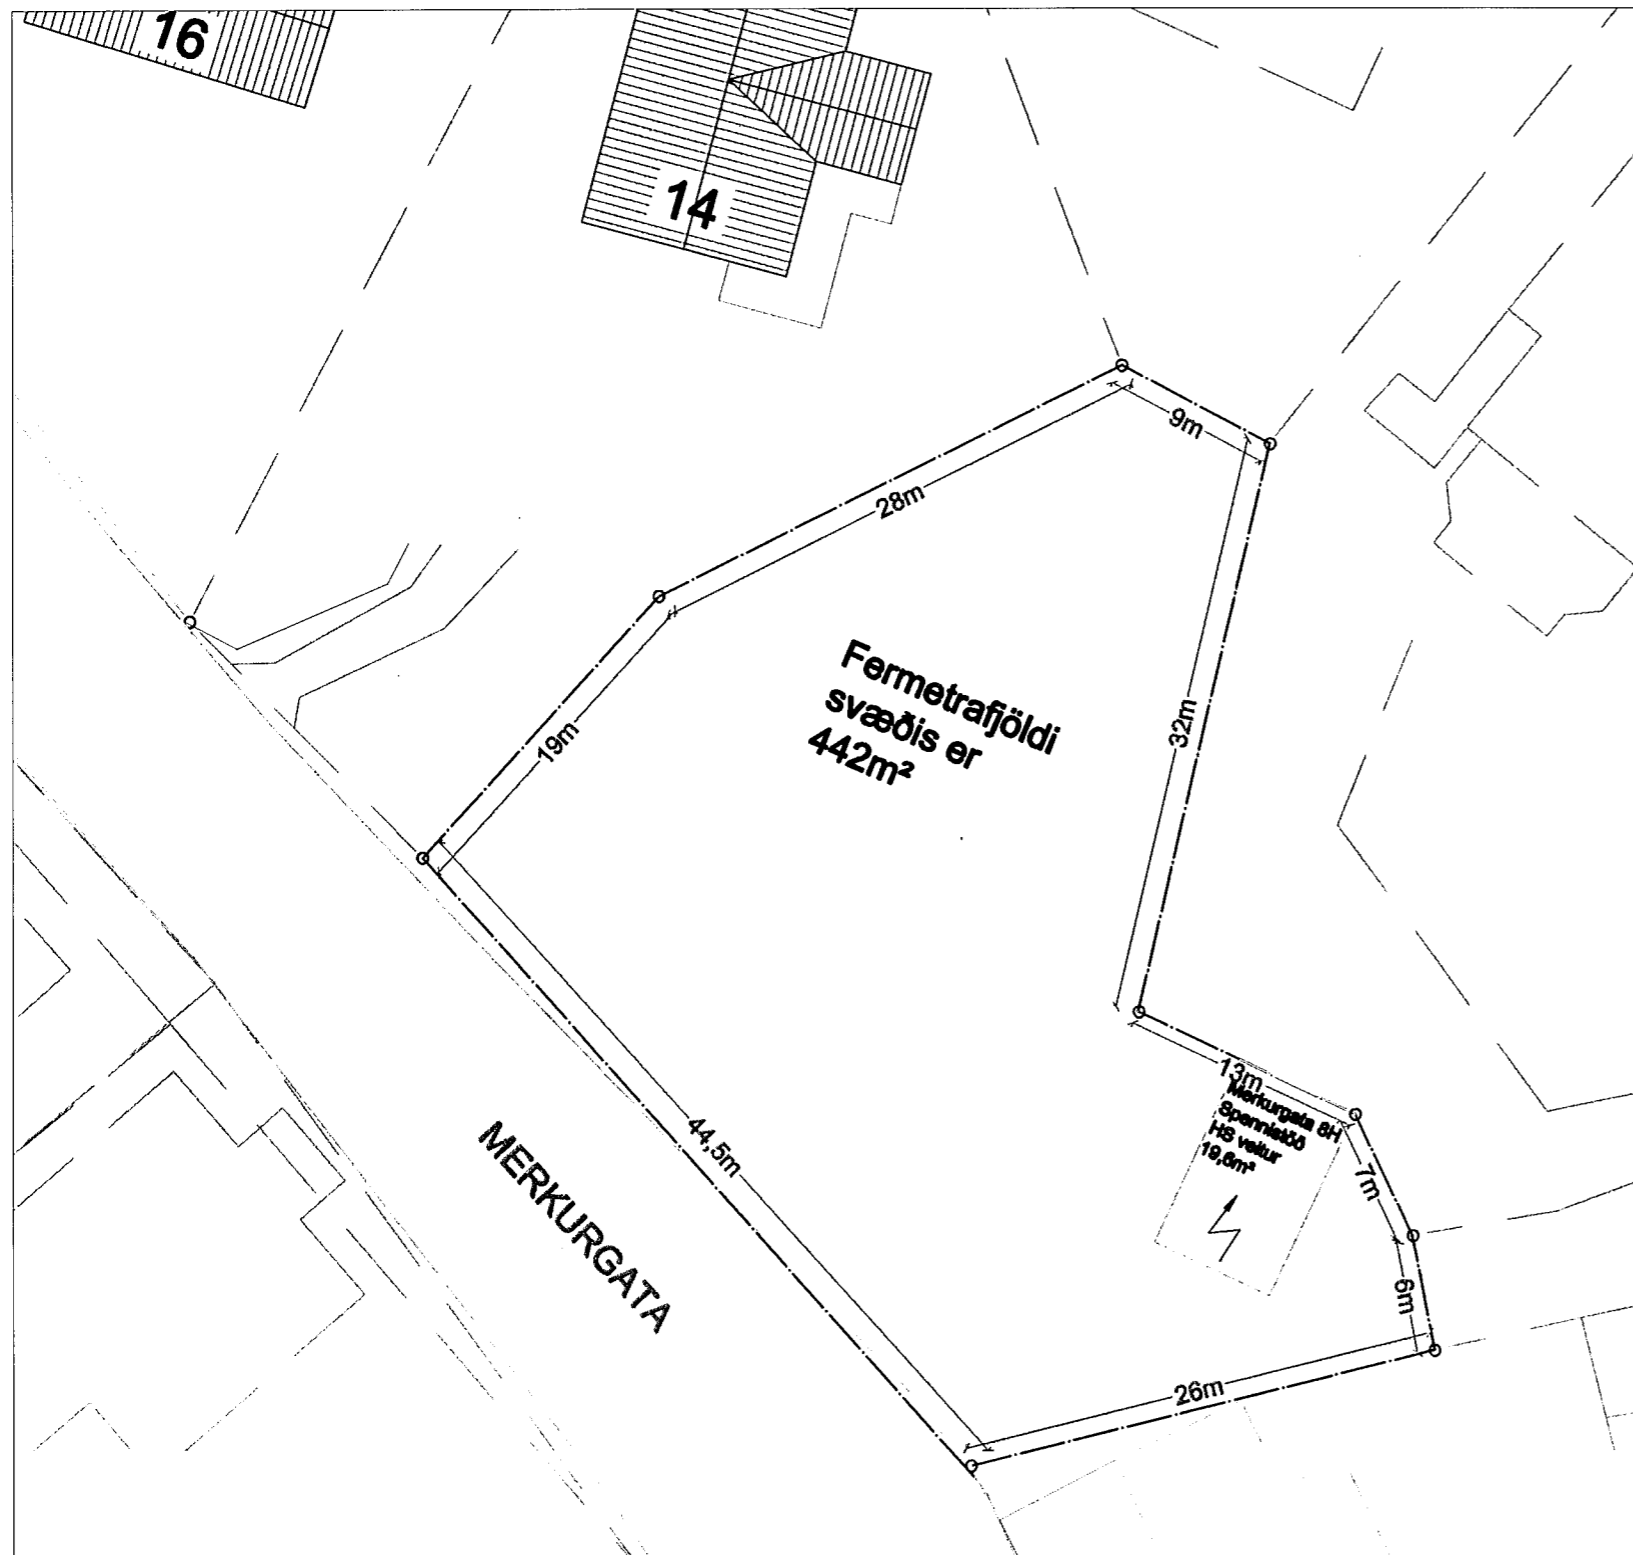 16
14
9m
28m
Fermetrafjöldi
svæðis er
442m²
32m
19m
13m
Merkurgata 8H
Spennistöð
HS veitur
19,6m²
7m
44,5m
MERKURGATA
6m
26m